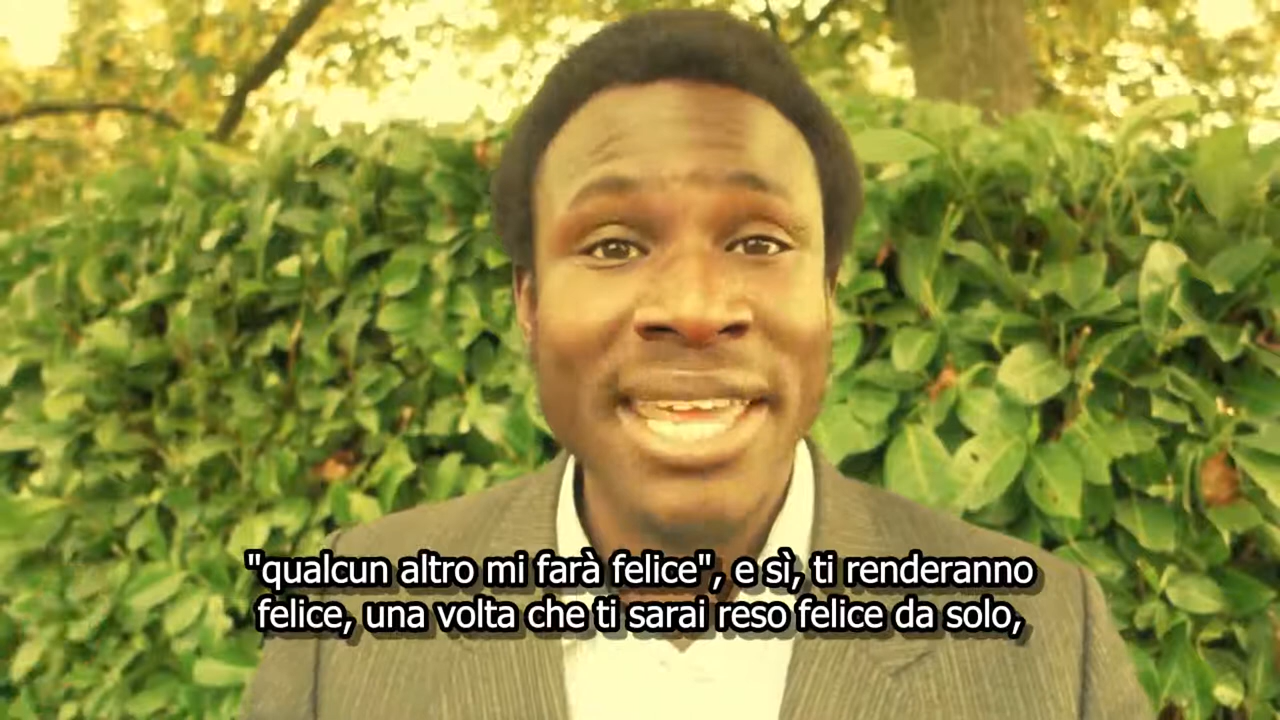 "qualcun altro mi farà felice", e sì, ti renderanno
felice, una volta che ti sarai reso felice da solo,